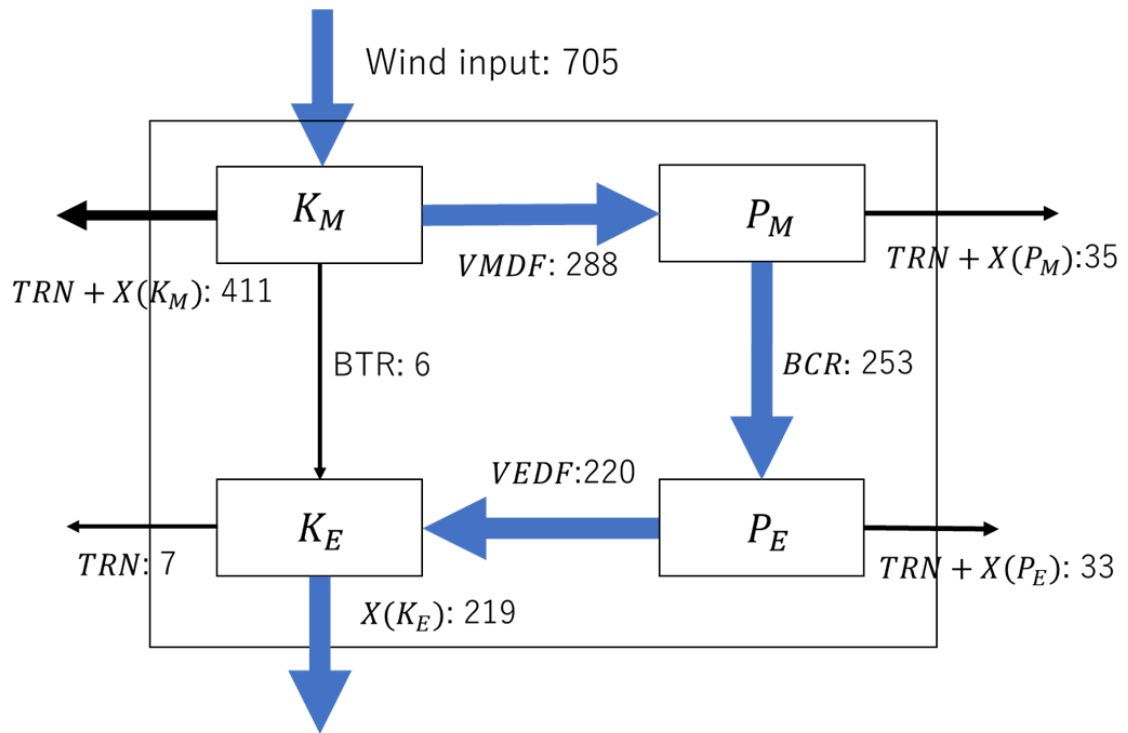 Wind input: 705
K_M
P_M
VMDF: 288
TRN + X(K_M): 411
TRN + X(P_M):35
BTR: 6
BCR: 253
VEDF:220
K_E
P_E
TRN: 7
TRN + X(P_E): 33
X(K_E): 219